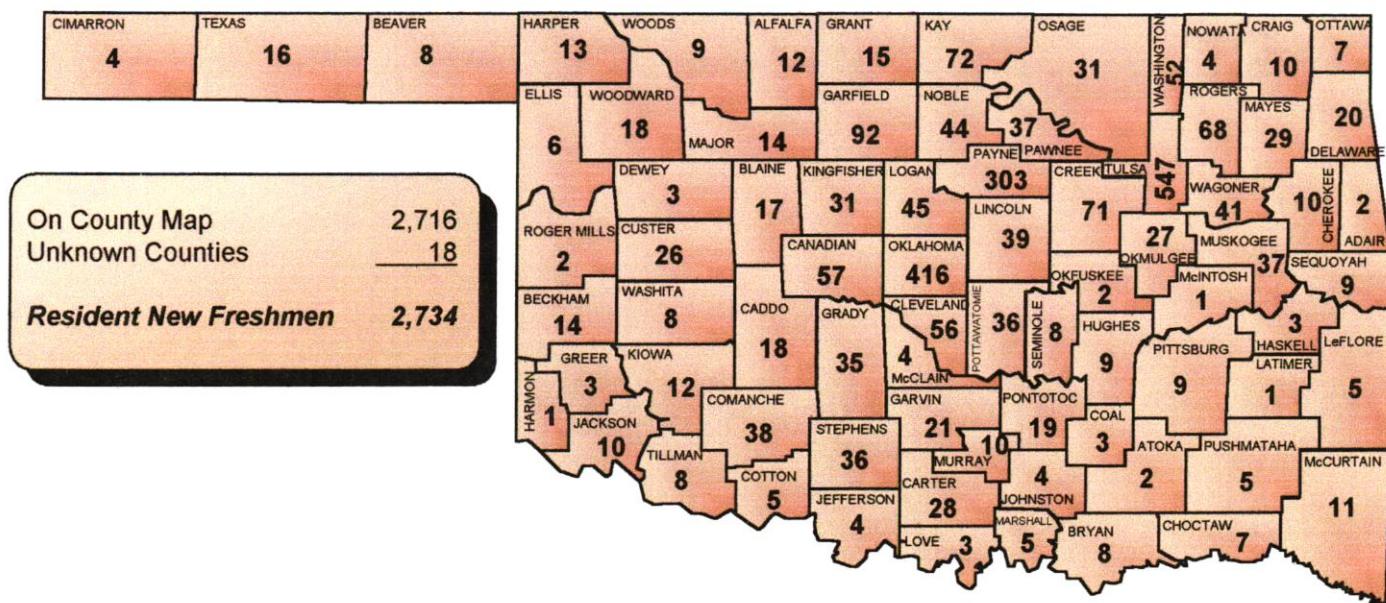 CIMARRON
4
TEXAS
16
BEAVER
8
HARPER
13
WOODS
9
ALFALFA
12
GRANT
15
KAY
72
OSAGE
31
WASHINGTON
52
NOWATA
4
CRAIG
10
OTTAWA
7
ELLIS
6
WOODWARD
18
MAJOR
14
GARFIELD
92
NOBLE
44
37
PAWNEE
ROGERS
68
MAYES
29
20
DELAWARE
PAYNE
303
DEWEY
3
BLAINE
17
KINGFISHER
31
LOGAN
45
CREEK
71
TULSA
547
WAGONER
41
10
CHEROKEE
2
ADAIR
On County Map 2,716
Unknown Counties 18
Resident New Freshmen 2,734
LINCOLN
39
ROGER MILLS
2
CUSTER
26
CANADIAN
57
OKLAHOMA
416
27
OKMULGEE
MUSKOGEE
37
SEQUOYAH
9
OKFUSKEE
2
McINTOSH
1
BECKHAM
14
WASHITA
8
CADDO
18
GRADY
35
CLEVELAND
56
POTTAWATOMIE
36
SEMINOLE
8
HUGHES
9
PITTSBURG
9
3
HASKELL
LeFLORE
5
4
McCLAIN
LATIMER
1
GREER
3
KIOWA
12
HARMON
1
JACKSON
10
COMANCHE
38
GARVIN
21
PONTOTOC
19
COAL
3
STEPHENS
36
10
MURRAY
ATOKA
2
PUSHMATAHA
5
McCURTAIN
11
TILLMAN
8
COTTON
5
CARTER
28
4
JOHNSTON
JEFFERSON
4
LOVE
3
MARSHALL
5
BRYAN
8
CHOCTAW
7